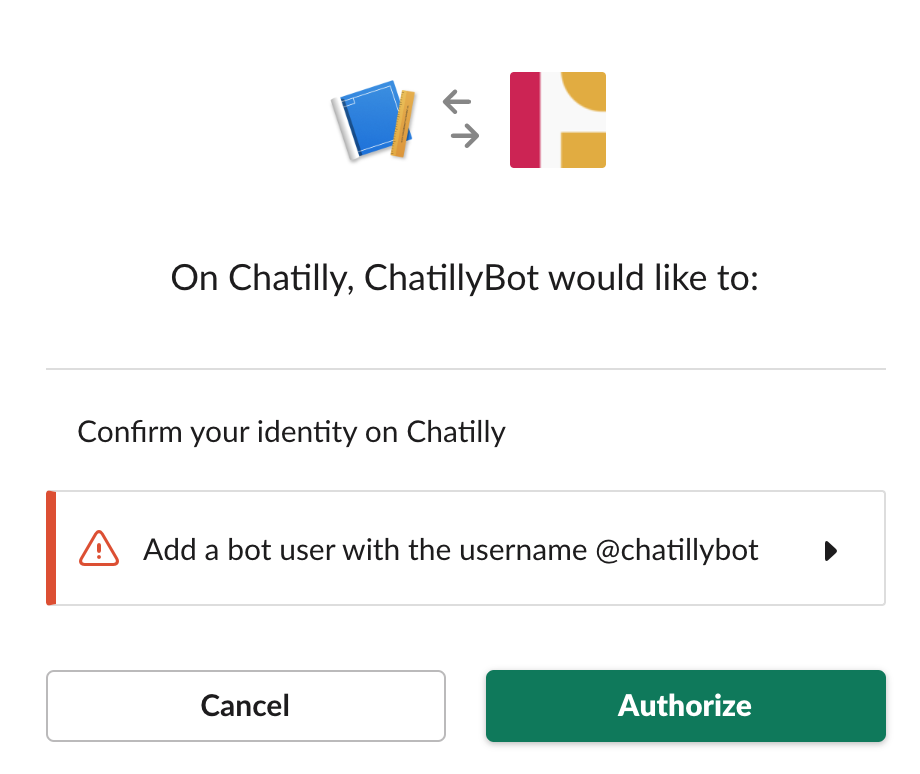 On Chatilly, ChatillyBot would like to:
Confirm your identity on Chatilly
Add a bot user with the username @chatillybot
Cancel
Authorize